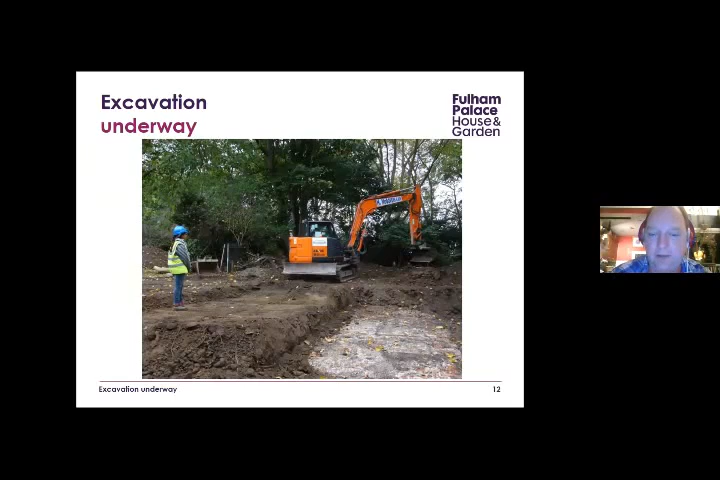 Excavation
underway
Fulham
Palace
House&
Garden
Excavation underway
12